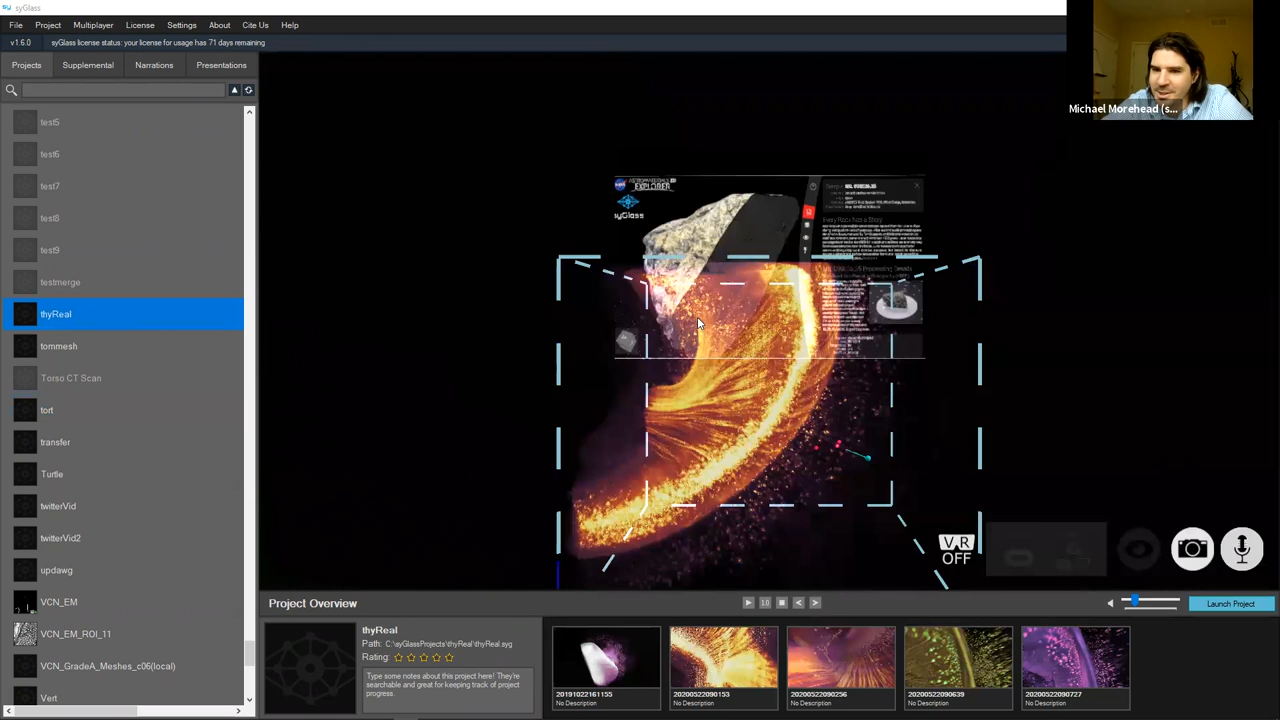 syGlass
File Project Multiplayer License Settings About Cite Us Help
v1.6.0 syGlass license status: your license for usage has 71 days remaining
Projects Supplemental Narrations Presentations
Michael Morehead (s...
test5
test6
test7
test8
test9
testmerge
thyReal
tommesh
Torso CT Scan
tort
transfer
Turtle
twitterVid
twitterVid2
updawg
VCN_EM
VCN_EM_ROI_11
VCN_GradeA_Meshes_c06(local)
Vert
EXPLORER
syGlass
Every Rock has a Story
Processing Details
VR
OFF
Project Overview
1.0
Launch Project
thyReal
Path: C:\syGlassProjects\thyReal\thyReal.syg
Rating:
Type some notes about this project here! They're
searchable and great for keeping track of project
progress.
20191022161155
No Description
20200522090153
No Description
20200522090256
No Description
20200522090639
No Description
20200522090727
No Description